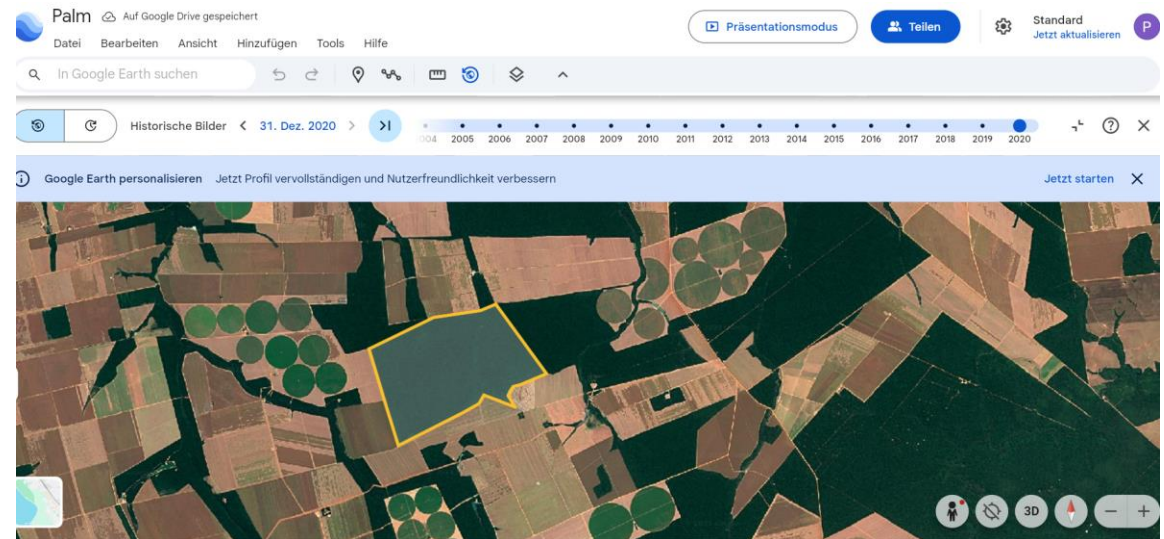 Palm Auf Google Drive gespeichert
Datei Bearbeiten Ansicht Hinzufügen Tools Hilfe
Präsentationsmodus
Teilen
Standard
Jetzt aktualisieren
P
In Google Earth suchen
Historische Bilder 31. Dez. 2020
004 2005 2006 2007 2008 2009 2010 2011 2012 2013 2014 2015 2016 2017 2018 2019 2020
Google Earth personalisieren Jetzt Profil vervollständigen und Nutzerfreundlichkeit verbessern Jetzt starten
3D